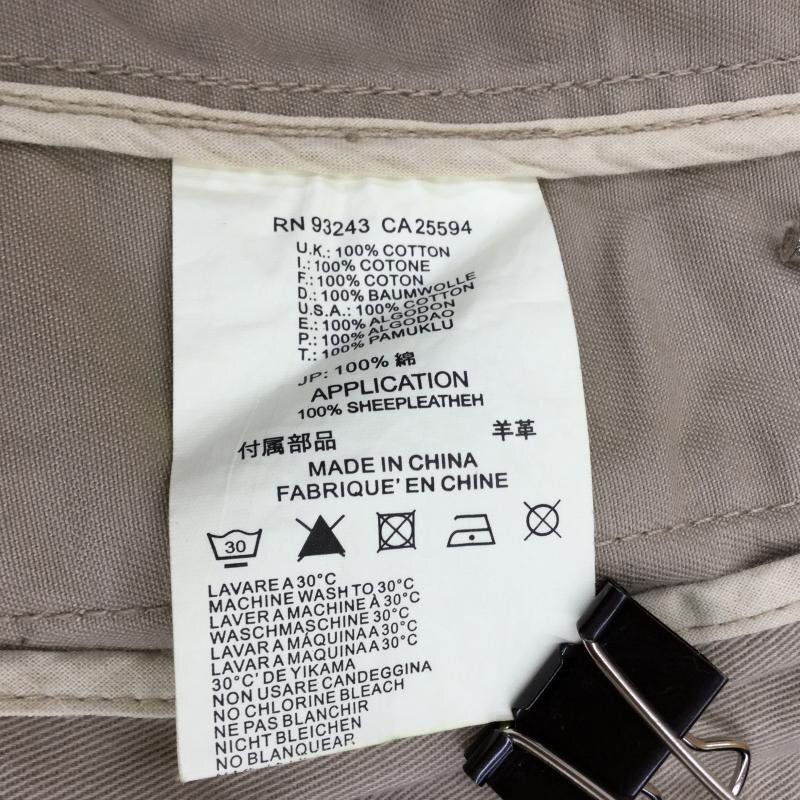 RN 93243 CA 25594
U.K.: 100% COTTON
I.: 100% COTONE
F.: 100% COTON
D.: 100% BAUMWOLLE
U.S.A.: 100% COTTON
E.: 100% ALGODON
P.: 100% ALGODAO
T.: 100% PAMUKLU
JP: 100% 綿
APPLICATION
100% SHEEPLEATHEH
付属部品 羊革
MADE IN CHINA
FABRIQUE' EN CHINE
30
LAVARE A 30°C
MACHINE WASH TO 30°C
LAVER A MACHINE À 30°C
WASCHMASCHINE 30°C
LAVAR A MÁQUINA A 30°C
LAVAR A MAQUINA A 30°C
30°C' DE YIKAMA
NON USARE CANDEGGINA
NO CHLORINE BLEACH
NE PAS BLANCHIR
NICHT BLEICHEN
NO BLANQUEAR